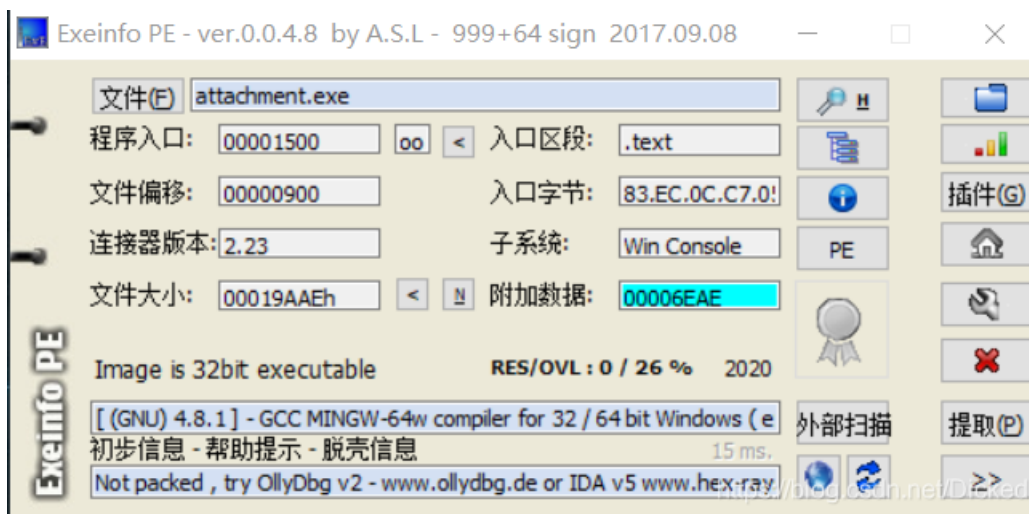 Exeinfo PE - ver.0.0.4.8 by A.S.L - 999+64 sign 2017.09.08
文件(F) attachment.exe H
程序入口: 00001500 oo < 入口区段: .text
文件偏移: 00000900 入口字节: 83.EC.0C.C7.0 插件(G)
连接器版本: 2.23 子系统: Win Console PE
文件大小: 00019AAEh < N 附加数据: 00006EAE
Image is 32bit executable RES/OVL : 0 / 26 % 2020
[ (GNU) 4.8.1 ] - GCC MINGW-64w compiler for 32 / 64 bit Windows ( e 外部扫描 提取(P)
初步信息 - 帮助提示 - 脱壳信息 15 ms.
Not packed , try OllyDbg v2 - www.ollydbg.de or IDA v5 www.hex-ray >>
Exeinfo PE